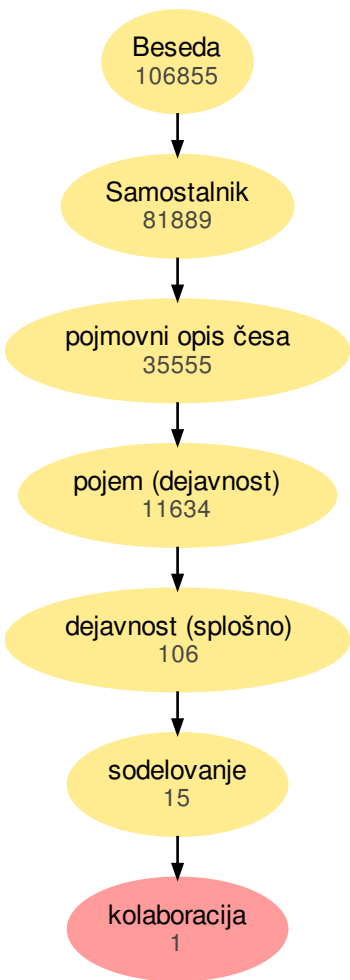 Beseda
106855
Samostalnik
81889
pojmovni opis česa
35555
pojem (dejavnost)
11634
dejavnost (splošno)
106
sodelovanje
15
kolaboracija
1